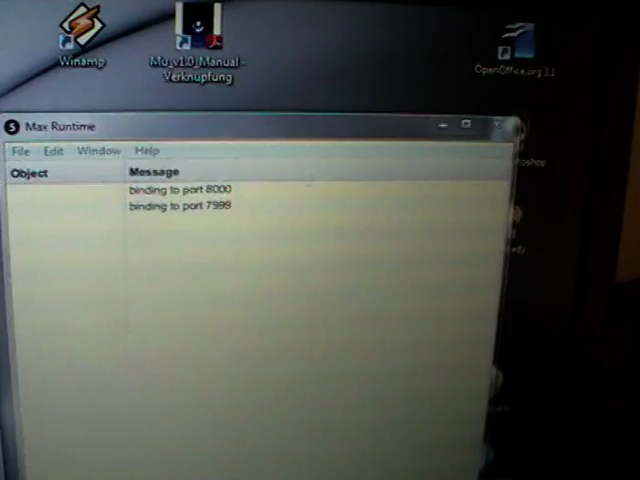 Winamp
Mu_v1.0_Manual -
Verknüpfung
OpenOffice.org 3.1
Max Runtime
File Edit Window Help
Object Message
binding to port 8000
binding to port 7999